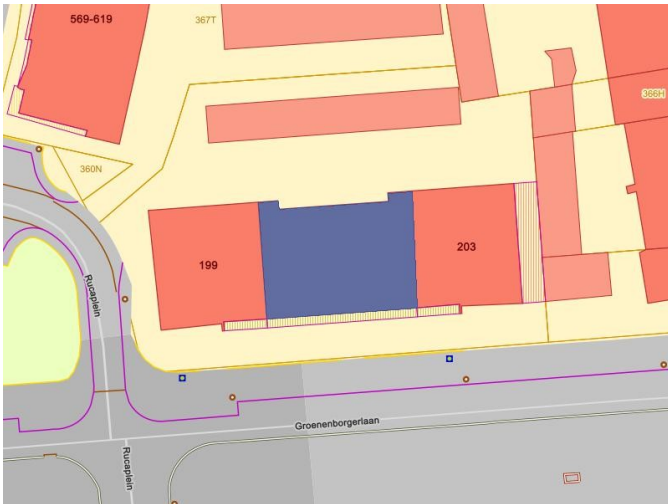 569-619
367T
366H
360N
199
203
Rucaplein
Groenenborgerlaan
Rucaplein